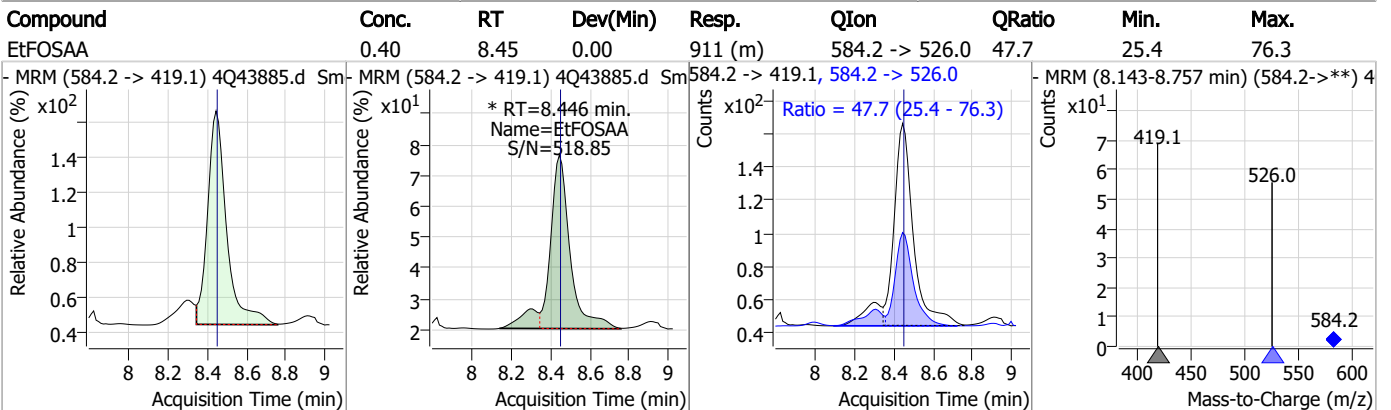 Compound Conc. RT Dev(Min) Resp. QIon QRatio Min. Max.
EtFOSAA 0.40 8.45 0.00 911 (m) 584.2 -> 526.0 47.7 25.4 76.3
- MRM (584.2 -> 419.1) 4Q43885.d Sm
Relative Abundance (%)
x10²
1.4
1.2
1
0.8
0.6
0.4
8 8.2 8.4 8.6 8.8 9
Acquisition Time (min)
- MRM (584.2 -> 419.1) 4Q43885.d Sm
Relative Abundance (%)
x10¹
* RT=8.446 min.
Name=EtFOSAA
S/N=518.85
8
7
6
5
4
3
2
8 8.2 8.4 8.6 8.8 9
Acquisition Time (min)
584.2 -> 419.1, 584.2 -> 526.0
Counts
x10²
Ratio = 47.7 (25.4 - 76.3)
1.4
1.2
1
0.8
0.6
0.4
8 8.2 8.4 8.6 8.8 9
Acquisition Time (min)
- MRM (8.143-8.757 min) (584.2->**) 4
Counts
x10¹
7
6
5
4
3
2
1
0
419.1
526.0
584.2
400 450 500 550 600
Mass-to-Charge (m/z)